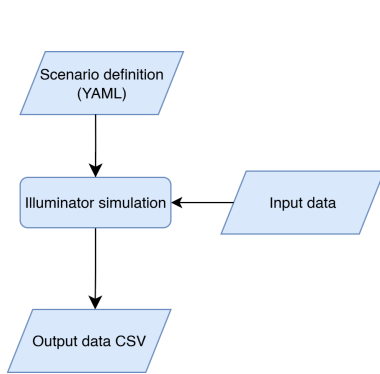 Scenario definition
(YAML)
Illuminator simulation
Input data
Output data CSV